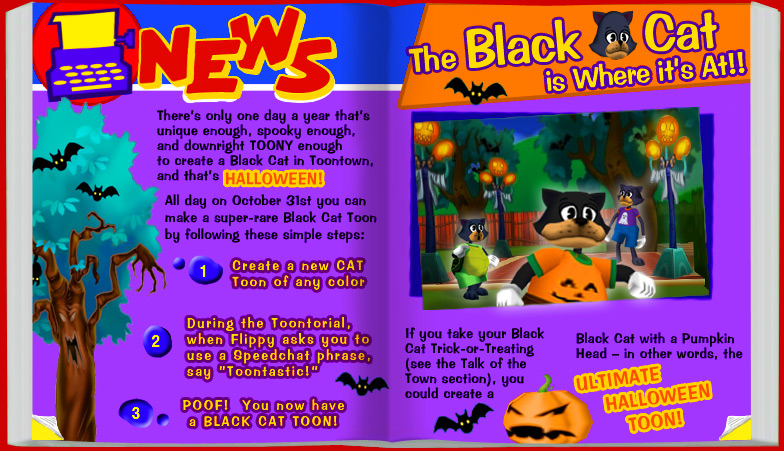 NEWS
There's only one day a year that's
unique enough, spooky enough,
and downright TOONY enough
to create a Black Cat in Toontown,
and that's HALLOWEEN!
All day on October 31st you can
make a super-rare Black Cat Toon
by following these simple steps:
1 Create a new CAT
Toon of any color
2 During the Toontorial,
when Flippy asks you to
use a Speedchat phrase,
say "Toontastic!"
3 POOF! You now have
a BLACK CAT TOON!
The Black Cat
is Where it's At!!
If you take your Black
Cat Trick-or-Treating
(see the Talk of the
Town section), you
could create a
Black Cat with a Pumpkin
Head – in other words, the
ULTIMATE
HALLOWEEN
TOON!